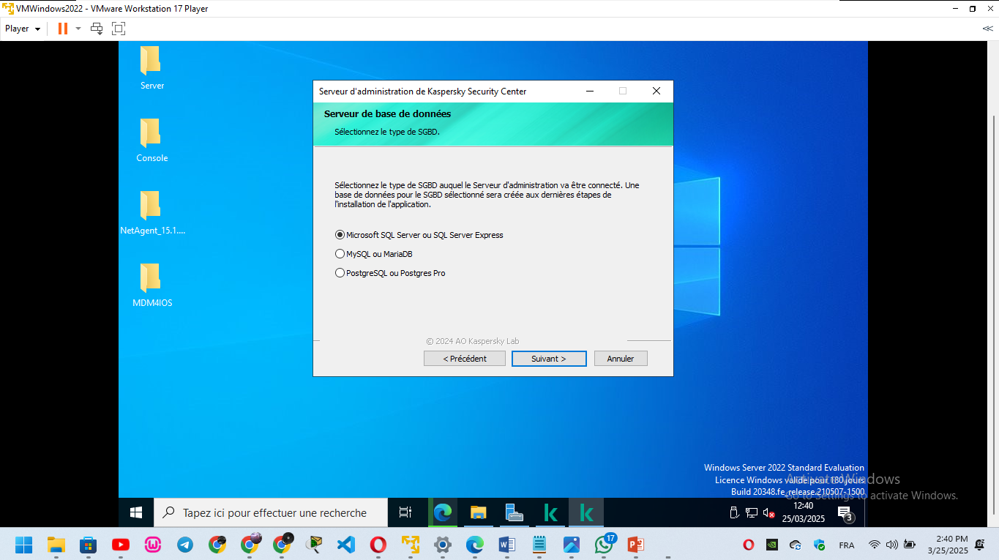 VMWindows2022 - VMware Workstation 17 Player
Player
Server
Console
NetAgent_15.1....
MDM4IOS
Serveur d'administration de Kaspersky Security Center
Serveur de base de données
Sélectionnez le type de SGBD.
Sélectionnez le type de SGBD auquel le Serveur d'administration va être connecté. Une
base de données pour le SGBD sélectionné sera créée aux dernières étapes de
l'installation de l'application.
Microsoft SQL Server ou SQL Server Express
MySQL ou MariaDB
PostgreSQL ou Postgres Pro
© 2024 AO Kaspersky Lab
< Précédent
Suivant >
Annuler
Windows Server 2022 Standard Evaluation
Licence Windows valide pour 180 jours
Build 20348.fe_release.210507-1500
Activate Windows
Go to Settings to activate Windows.
Tapez ici pour effectuer une recherche
12:40
25/03/2025
3
17
FRA
2:40 PM
3/25/2025